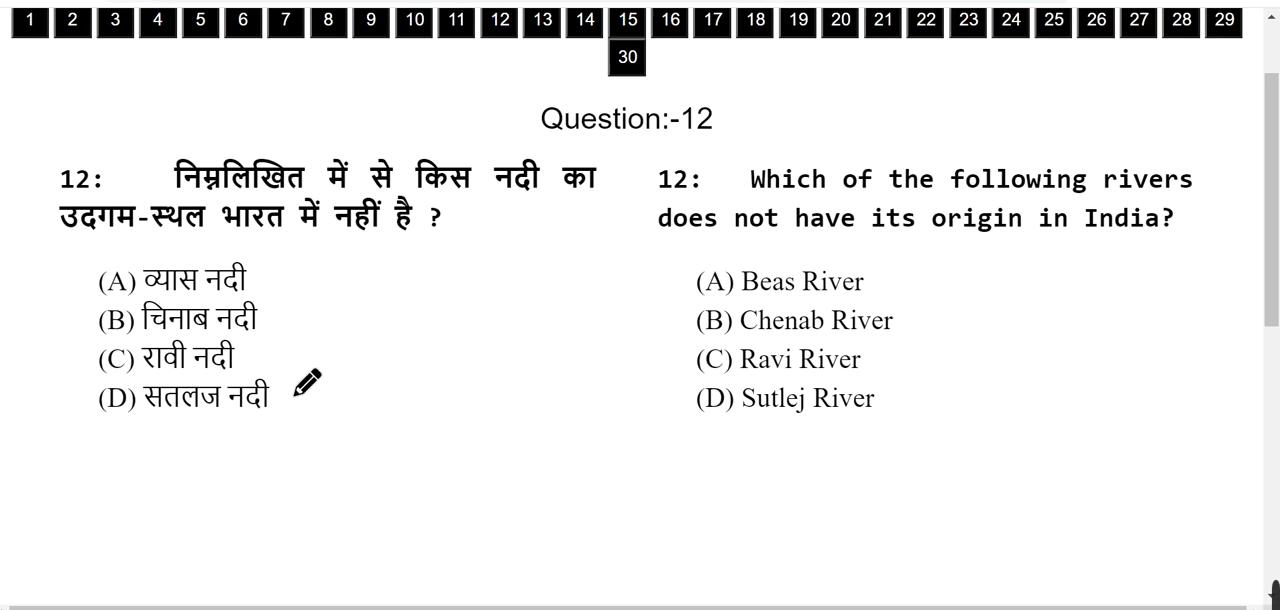 1 2 3 4 5 6 7 8 9 10 11 12 13 14 15 16 17 18 19 20 21 22 23 24 25 26 27 28 29
30
Question:-12
12: निम्नलिखित में से किस नदी का
उदगम-स्थल भारत में नहीं है ?
(A) व्यास नदी
(B) चिनाब नदी
(C) रावी नदी
(D) सतलज नदी
12: Which of the following rivers
does not have its origin in India?
(A) Beas River
(B) Chenab River
(C) Ravi River
(D) Sutlej River